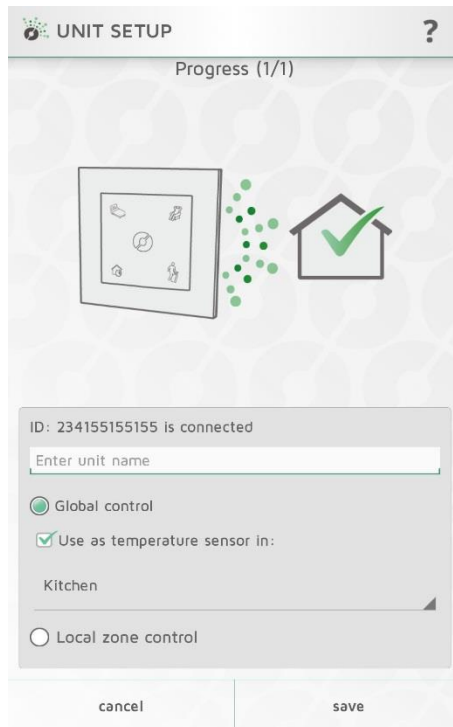 UNIT SETUP ?
Progress (1/1)
ID: 234155155155 is connected
Enter unit name
Global control
Use as temperature sensor in:
Kitchen
Local zone control
cancel save